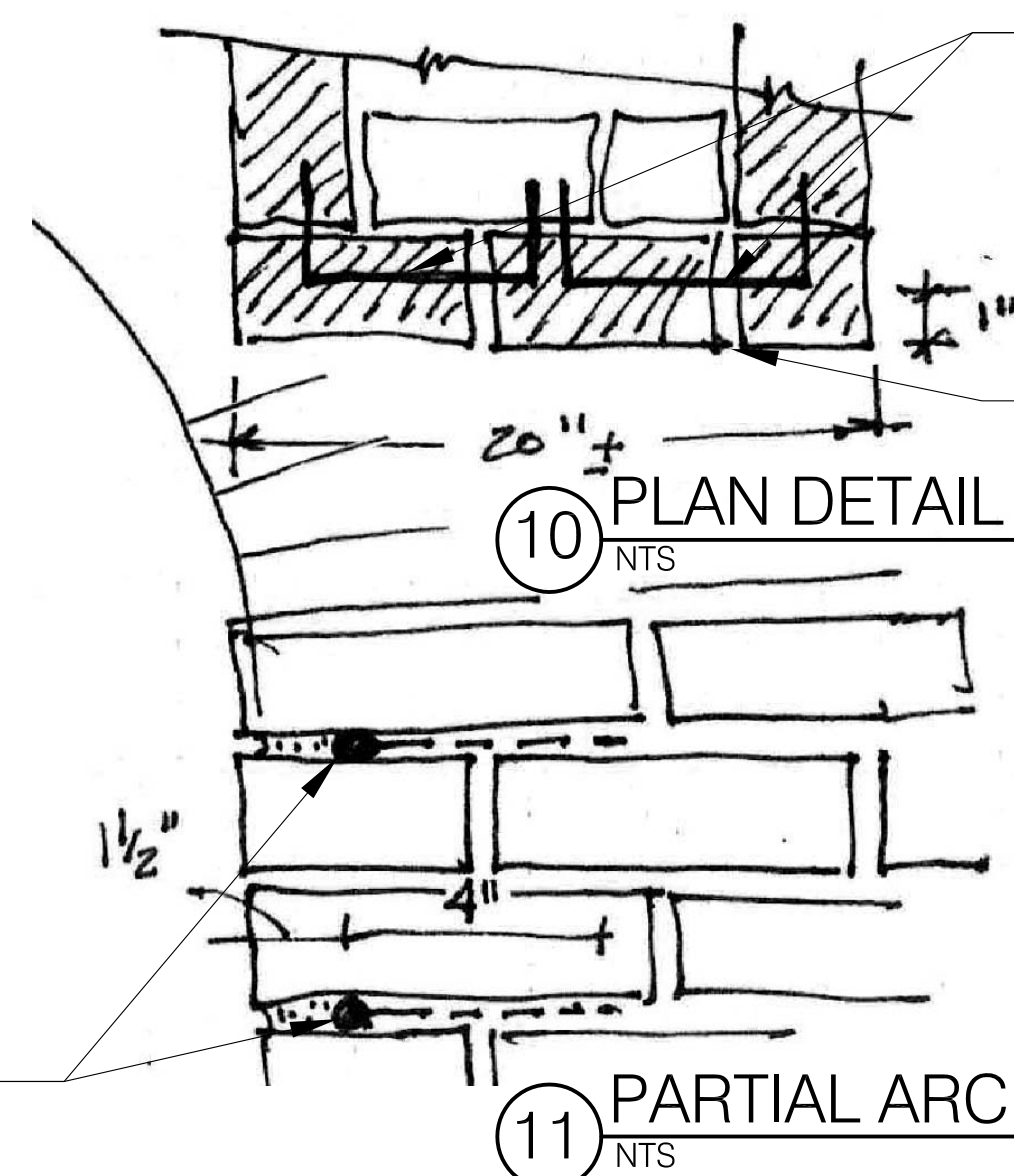 1"
20"±
10 PLAN DETAIL
NTS
1½"
4"
11 PARTIAL ARC
NTS